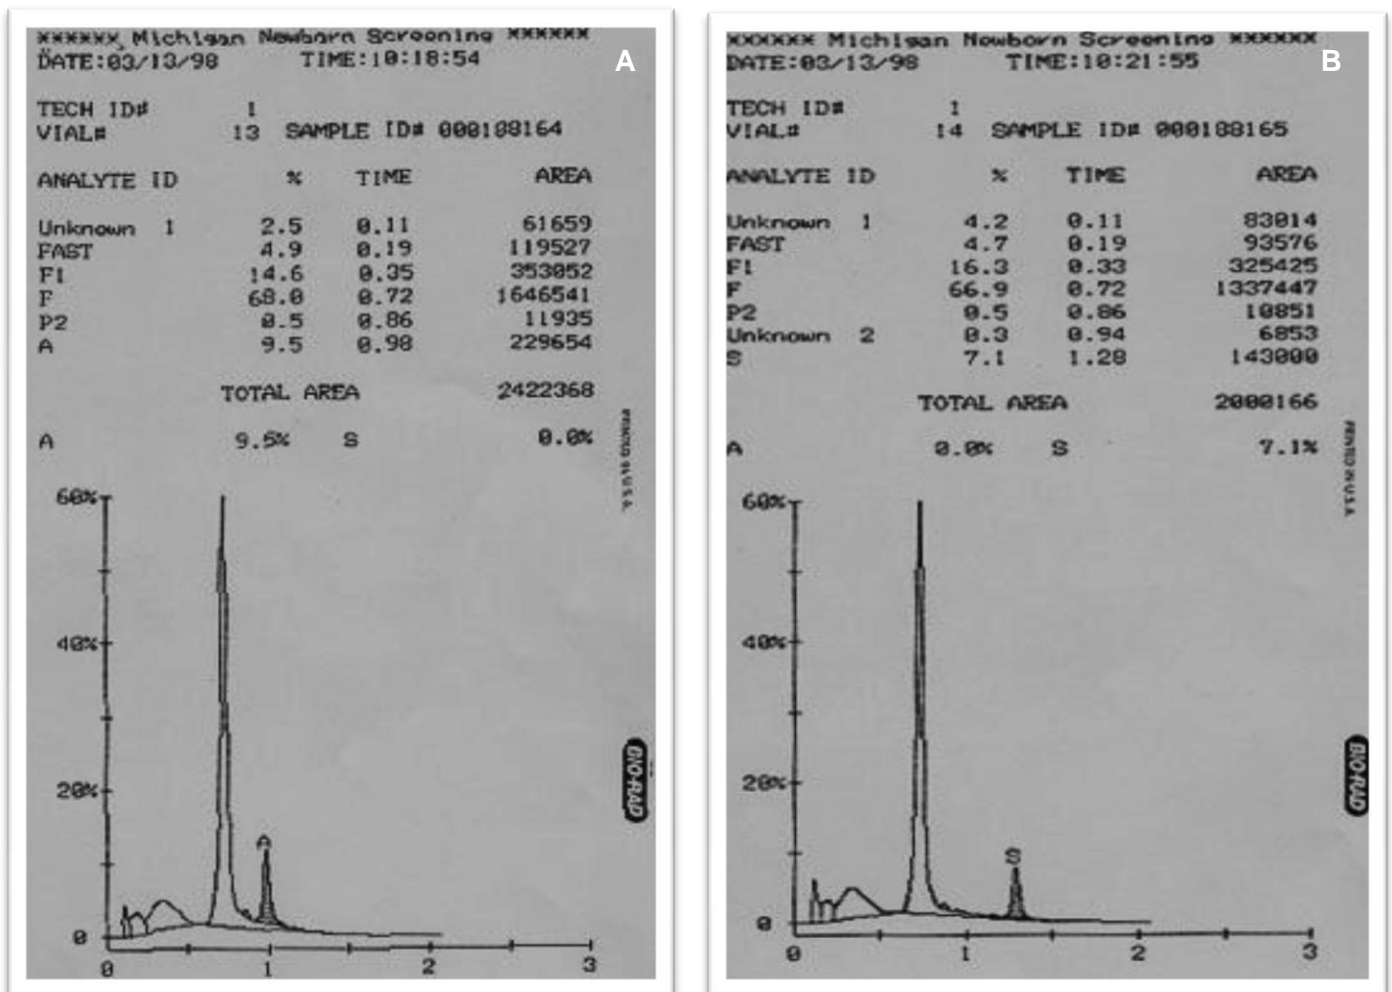 ****** Michigan Newborn Screening ******
DATE:03/13/98 TIME:10:18:54
A
TECH ID# 1
VIAL# 13 SAMPLE ID# 000188164
ANALYTE ID % TIME AREA
Unknown 1 2.5 0.11 61659
FAST 4.9 0.19 119527
F1 14.6 0.35 353052
F 68.0 0.72 1646541
P2 0.5 0.86 11935
A 9.5 0.98 229654
TOTAL AREA 2422368
A 9.5% S 0.0%
PRINTED IN U.S.A.
60%
40%
20%
0
A
0 1 2 3
BIO-RAD
****** Michigan Newborn Screening ******
DATE:03/13/98 TIME:10:21:55
B
TECH ID# 1
VIAL# 14 SAMPLE ID# 000188165
ANALYTE ID % TIME AREA
Unknown 1 4.2 0.11 83014
FAST 4.7 0.19 93576
F1 16.3 0.33 325425
F 66.9 0.72 1337447
P2 0.5 0.86 10851
Unknown 2 0.3 0.94 6853
S 7.1 1.28 143000
TOTAL AREA 2000166
A 0.0% S 7.1%
PRINTED IN U.S.A.
60%
40%
20%
0
S
0 1 2 3
BIO-RAD